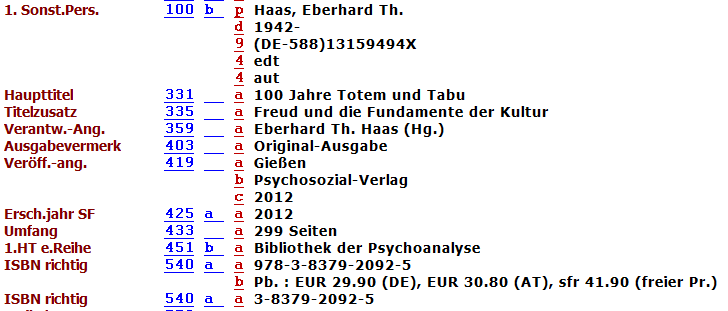 1. Sonst.Pers. 100 b p Haas, Eberhard Th.
d 1942-
9 (DE-588)13159494X
4 edt
4 aut
Haupttitel 331 a 100 Jahre Totem und Tabu
Titelzusatz 335 a Freud und die Fundamente der Kultur
Verantw.-Ang. 359 a Eberhard Th. Haas (Hg.)
Ausgabevermerk 403 a Original-Ausgabe
Veröff.-ang. 419 a Gießen
b Psychosozial-Verlag
c 2012
Ersch.jahr SF 425 a a 2012
Umfang 433 a 299 Seiten
1.HT e.Reihe 451 b a Bibliothek der Psychoanalyse
ISBN richtig 540 a a 978-3-8379-2092-5
b Pb. : EUR 29.90 (DE), EUR 30.80 (AT), sfr 41.90 (freier Pr.)
ISBN richtig 540 a a 3-8379-2092-5